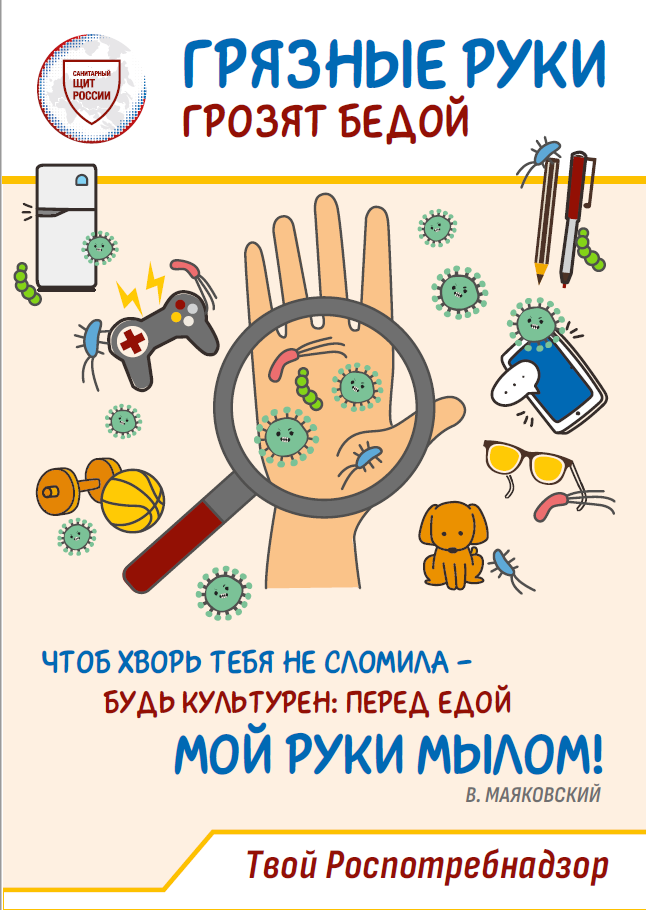 САНИТАРНЫЙ
ЩИТ
РОССИИ
ГРЯЗНЫЕ РУКИ
ГРОЗЯТ БЕДОЙ
ЧТОБ ХВОРЬ ТЕБЯ НЕ СЛОМИЛА –
БУДЬ КУЛЬТУРЕН: ПЕРЕД ЕДОЙ
МОЙ РУКИ МЫЛОМ!
В. МАЯКОВСКИЙ
Твой Роспотребнадзор